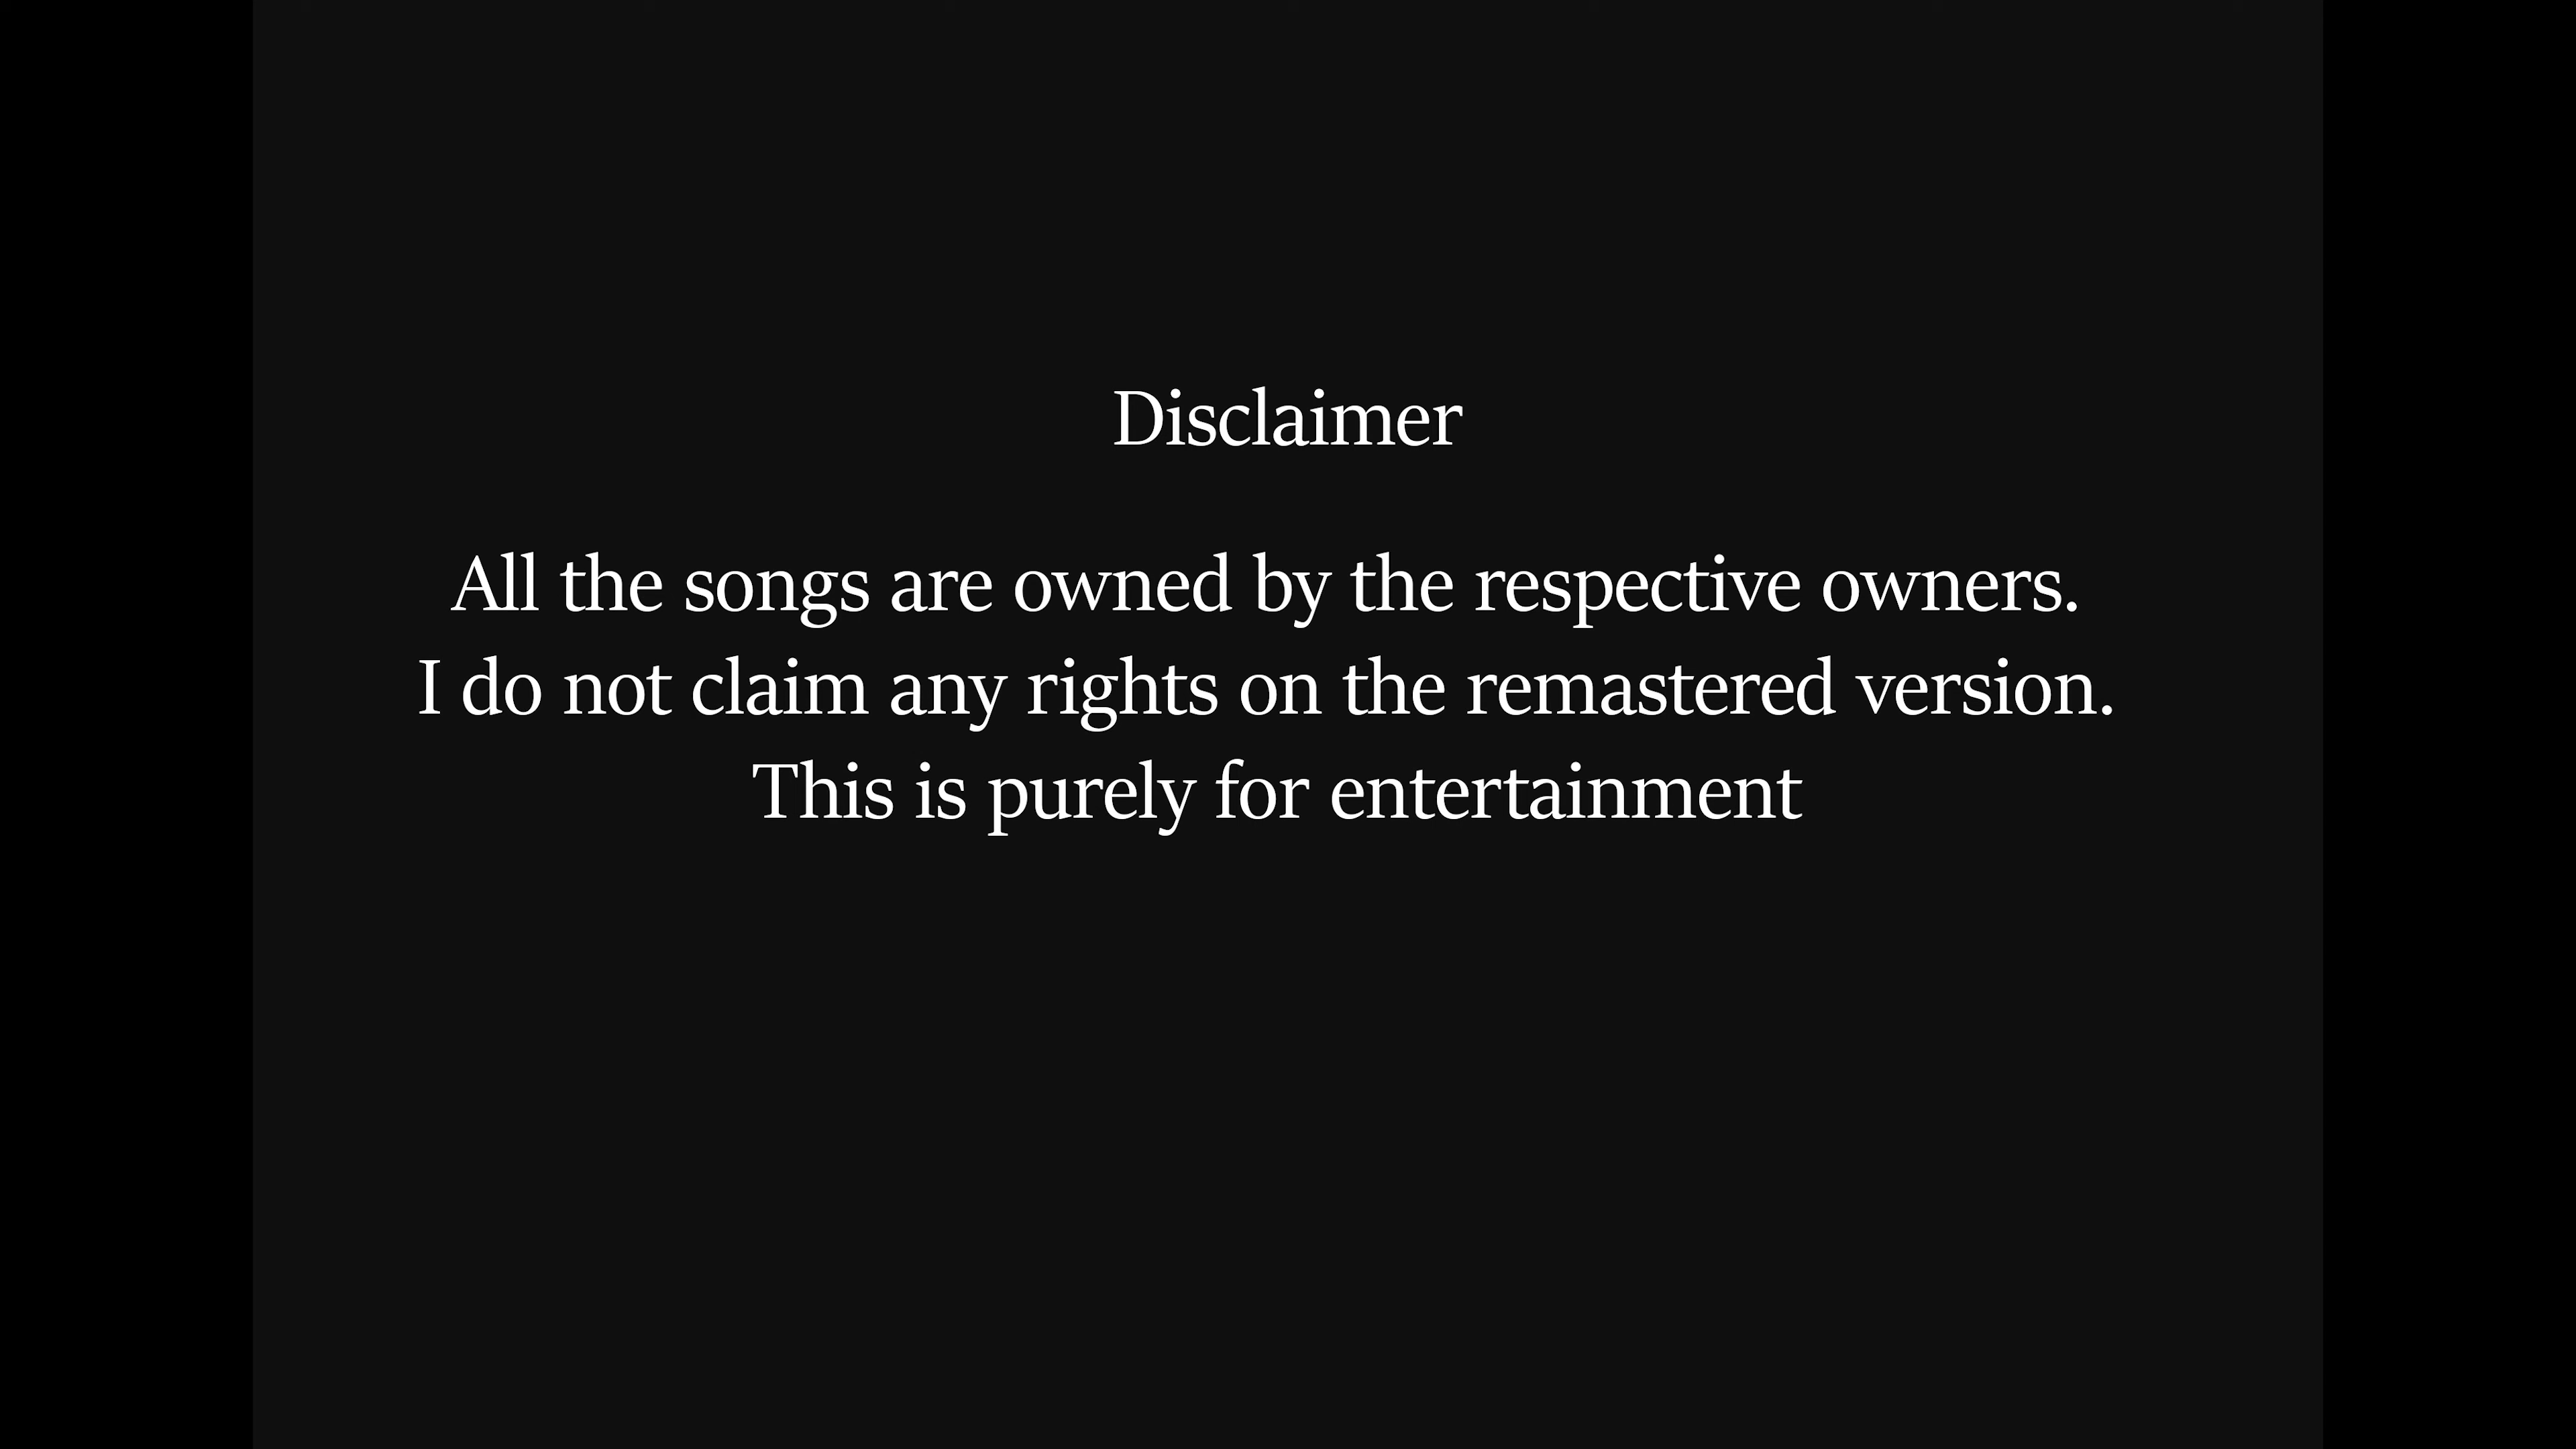 Disclaimer
All the songs are owned by the respective owners.
I do not claim any rights on the remastered version.
This is purely for entertainment